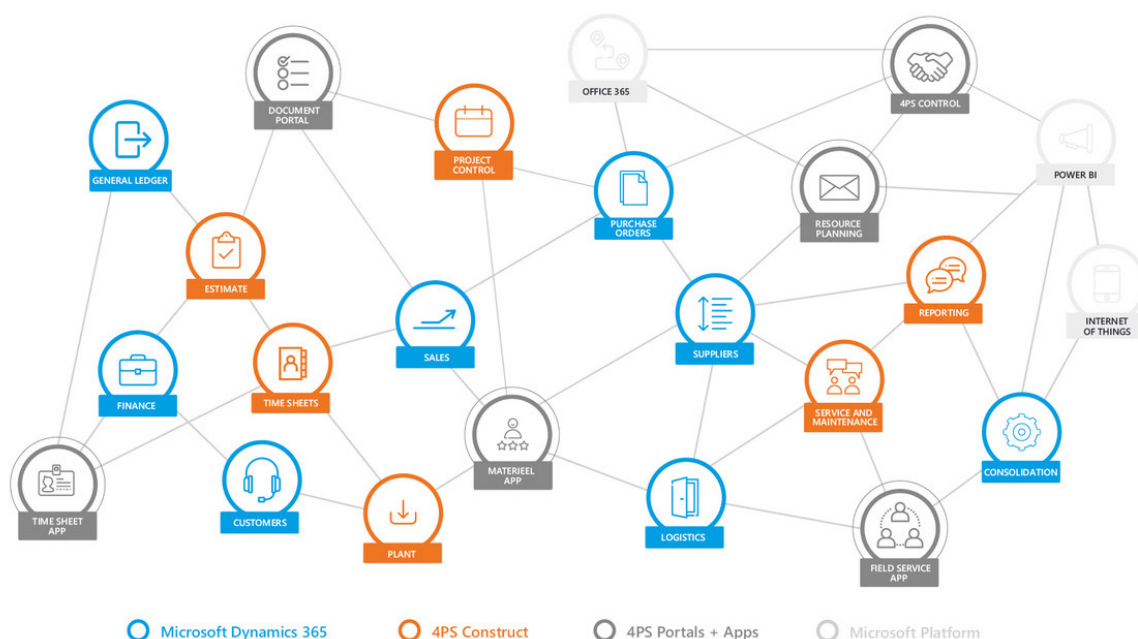 OFFICE 365
4PS CONTROL
DOCUMENT
PORTAL
PROJECT
CONTROL
GENERAL LEDGER
POWER BI
PURCHASE
ORDERS
RESOURCE
PLANNING
ESTIMATE
REPORTING
INTERNET
OF THINGS
SALES
SUPPLIERS
FINANCE
TIME SHEETS
SERVICE AND
MAINTENANCE
MATERIEEL
APP
CONSOLIDATION
TIME SHEET
APP
CUSTOMERS
PLANT
LOGISTICS
FIELD SERVICE
APP
Microsoft Dynamics 365
4PS Construct
4PS Portals + Apps
Microsoft Platform